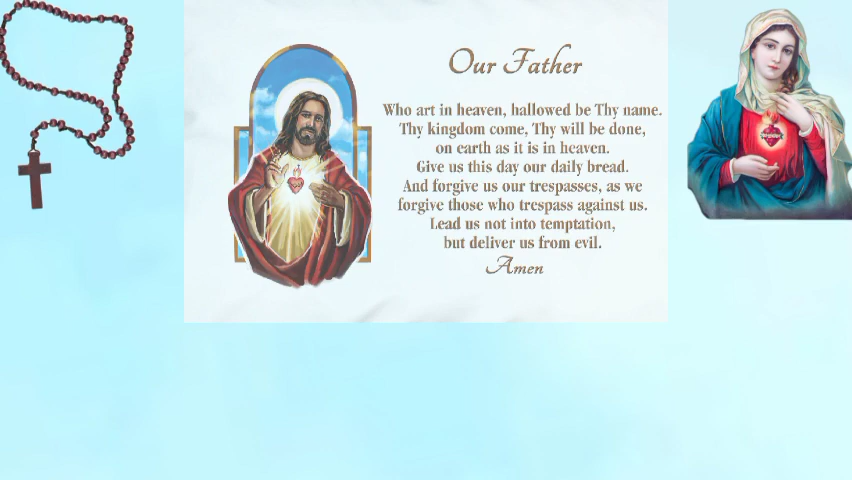 Our Father
Who art in heaven, hallowed be Thy name.
Thy kingdom come, Thy will be done,
on earth as it is in heaven.
Give us this day our daily bread.
And forgive us our trespasses, as we
forgive those who trespass against us.
Lead us not into temptation,
but deliver us from evil.
Amen